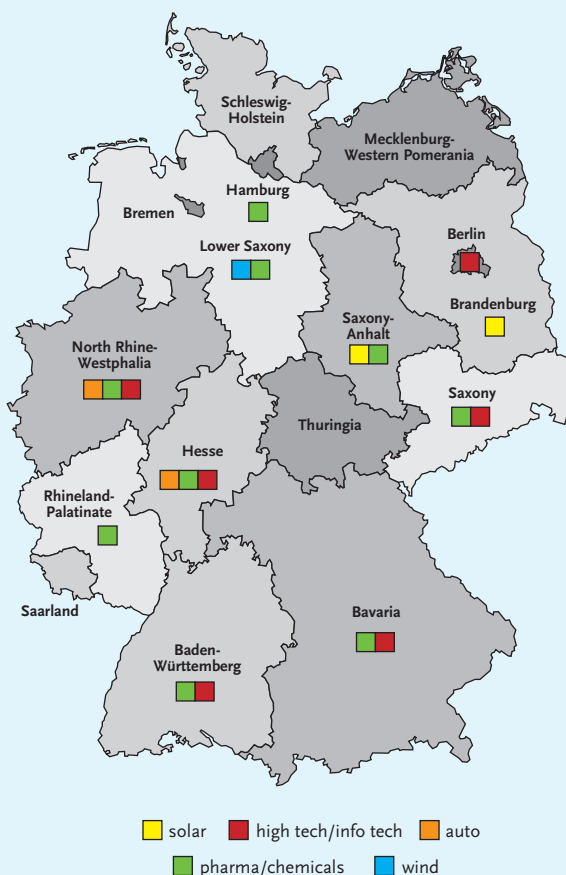 Schleswig-
Holstein
Mecklenburg-
Western Pomerania
Hamburg
Bremen
Berlin
Lower Saxony
Brandenburg
Saxony-
Anhalt
North Rhine-
Westphalia
Saxony
Thuringia
Hesse
Rhineland-
Palatinate
Saarland
Bavaria
Baden-
Württemberg
solar
high tech/info tech
auto
pharma/chemicals
wind